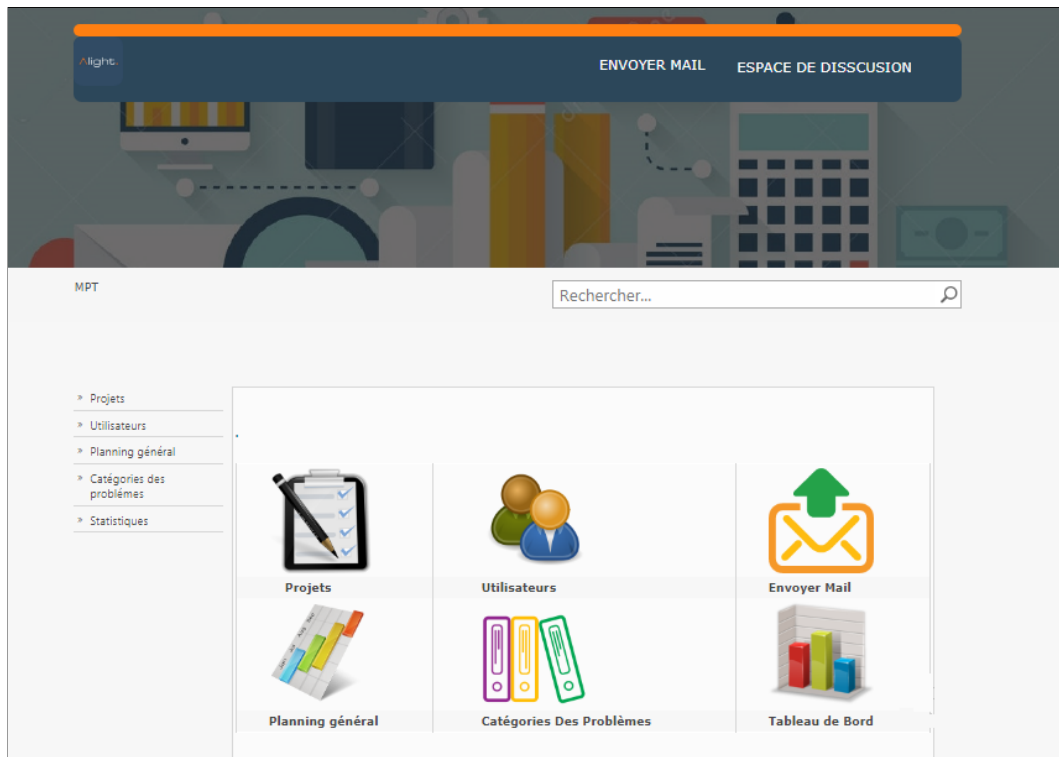 Alight.
ENVOYER MAIL
ESPACE DE DISSCUSION
MPT
Rechercher...
» Projets
» Utilisateurs
» Planning général
» Catégories des
problémes
» Statistiques
Projets
Utilisateurs
Envoyer Mail
Planning général
Catégories Des Problèmes
Tableau de Bord